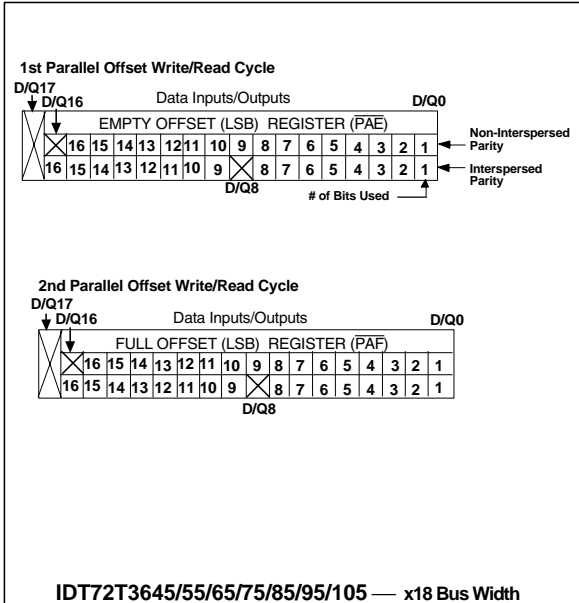 1st Parallel Offset Write/Read Cycle
D/Q17
D/Q16 Data Inputs/Outputs D/Q0
EMPTY OFFSET (LSB) REGISTER (PAE)
16 15 14 13 12 11 10 9 8 7 6 5 4 3 2 1 Non-Interspersed Parity
16 15 14 13 12 11 10 9 8 7 6 5 4 3 2 1 Interspersed Parity
D/Q8
# of Bits Used
2nd Parallel Offset Write/Read Cycle
D/Q17
D/Q16 Data Inputs/Outputs D/Q0
FULL OFFSET (LSB) REGISTER (PAF)
16 15 14 13 12 11 10 9 8 7 6 5 4 3 2 1
16 15 14 13 12 11 10 9 8 7 6 5 4 3 2 1
D/Q8
IDT72T3645/55/65/75/85/95/105 — x18 Bus Width